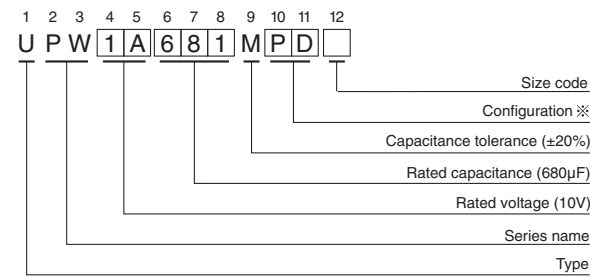 1 2 3 4 5 6 7 8 9 10 11 12
U P W 1 A 6 8 1 M P D
Size code
Configuration ※
Capacitance tolerance (±20%)
Rated capacitance (680µF)
Rated voltage (10V)
Series name
Type